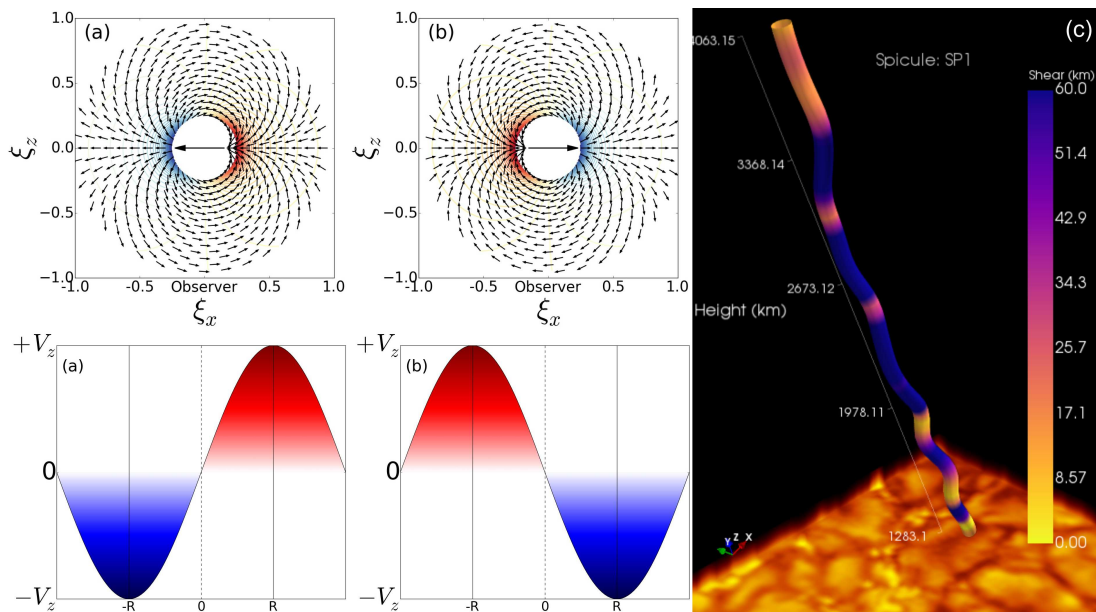 (a)
1.0
0.5
0.0
−0.5
−1.0
ξz
-1.0
-0.5
Observer
0.5
1.0
ξx
(b)
1.0
0.5
0.0
−0.5
−1.0
ξz
-1.0
-0.5
Observer
0.5
1.0
ξx
(a)
+Vz
0
−Vz
-R
0
R
(b)
+Vz
0
−Vz
-R
0
R
(c)
Spicule: SP1
4063.15
3368.14
2673.12
Height (km)
1978.11
1283.1
Shear (km)
60.0
51.4
42.9
34.3
25.7
17.1
8.57
0.00
Y Z X